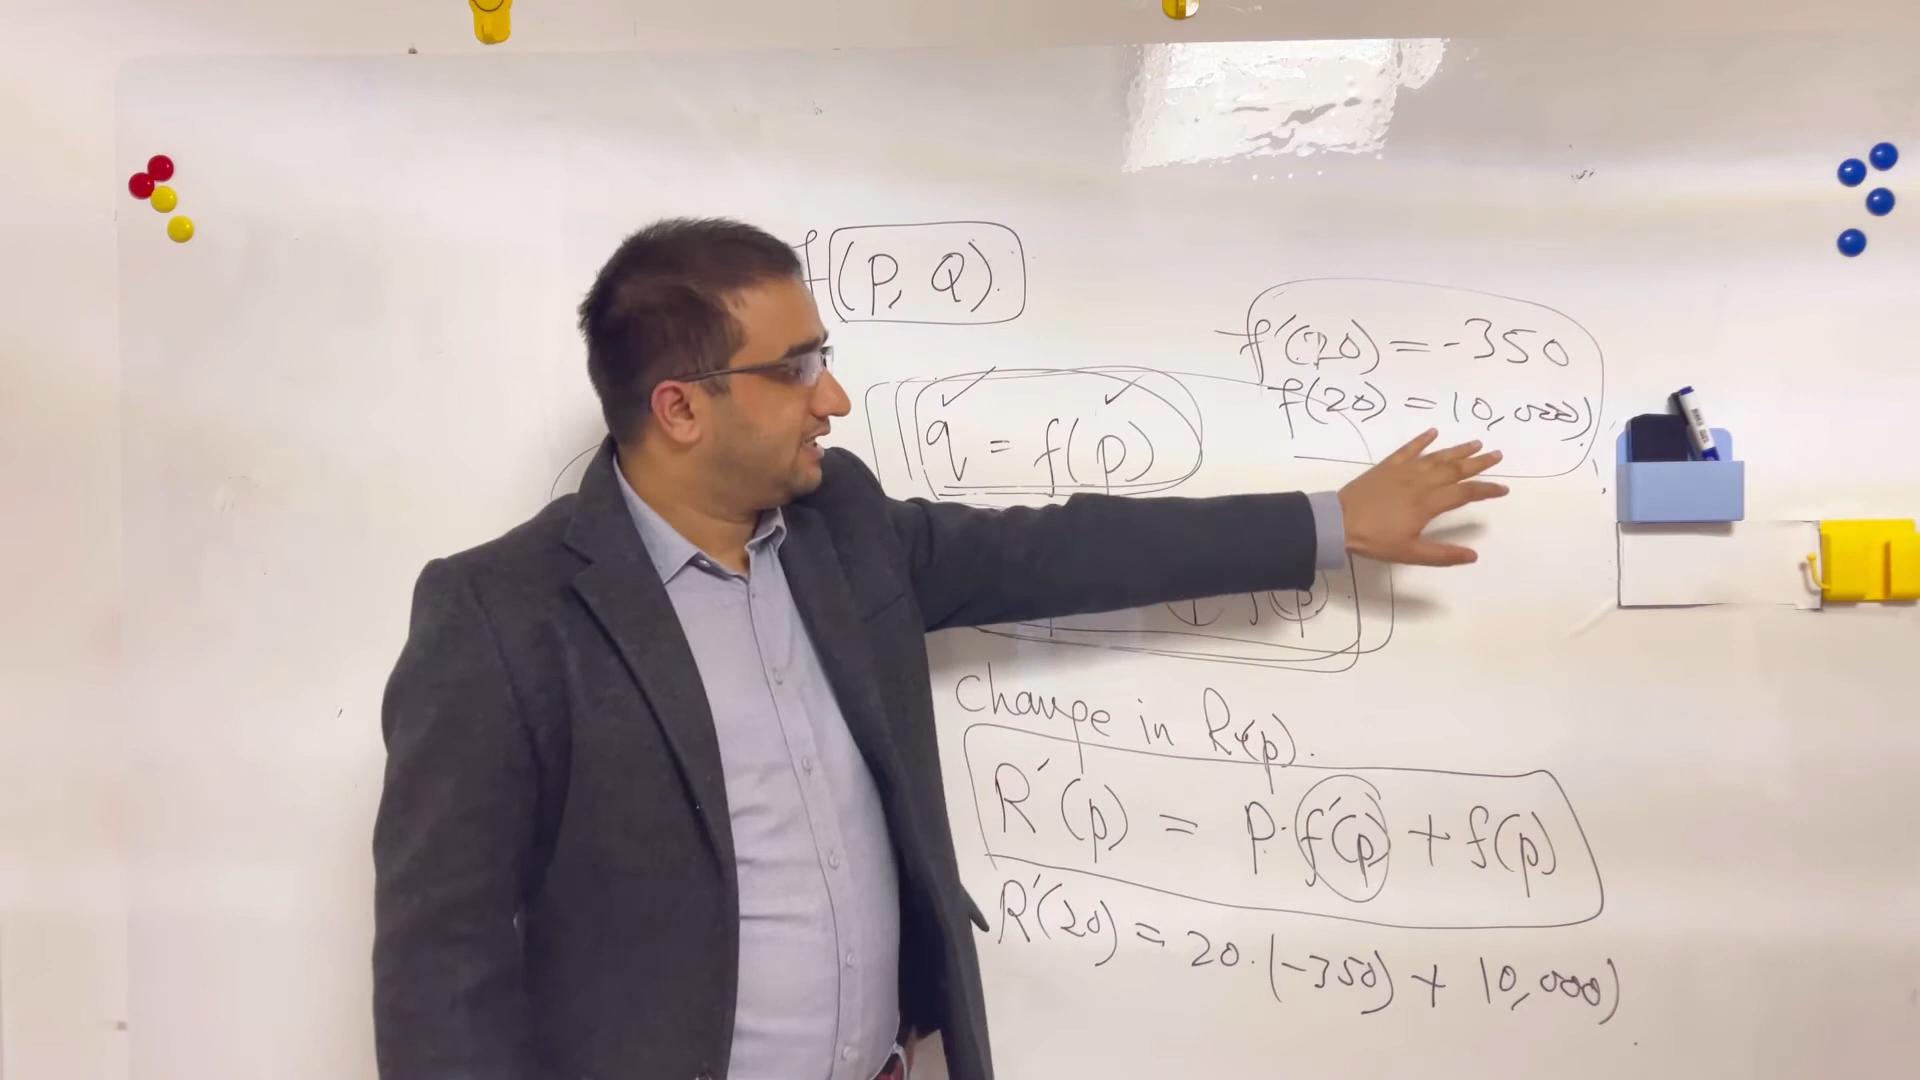 f(P, Q).
f'(20) = -350
f(20) = 10,000
q = f(p)
f(p)
Change in R(p).
R'(p) = p. f'(p) + f(p)
R'(20) = 20. (-350) + 10,000